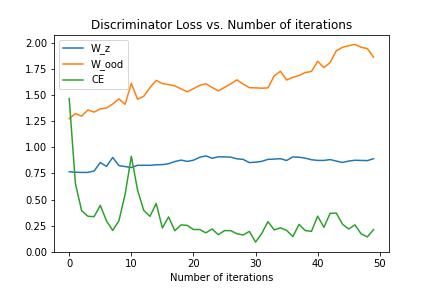 Discriminator Loss vs. Number of iterations
W_z
W_ood
CE
2.00
1.75
1.50
1.25
1.00
0.75
0.50
0.25
0.00
0 10 20 30 40 50
Number of iterations